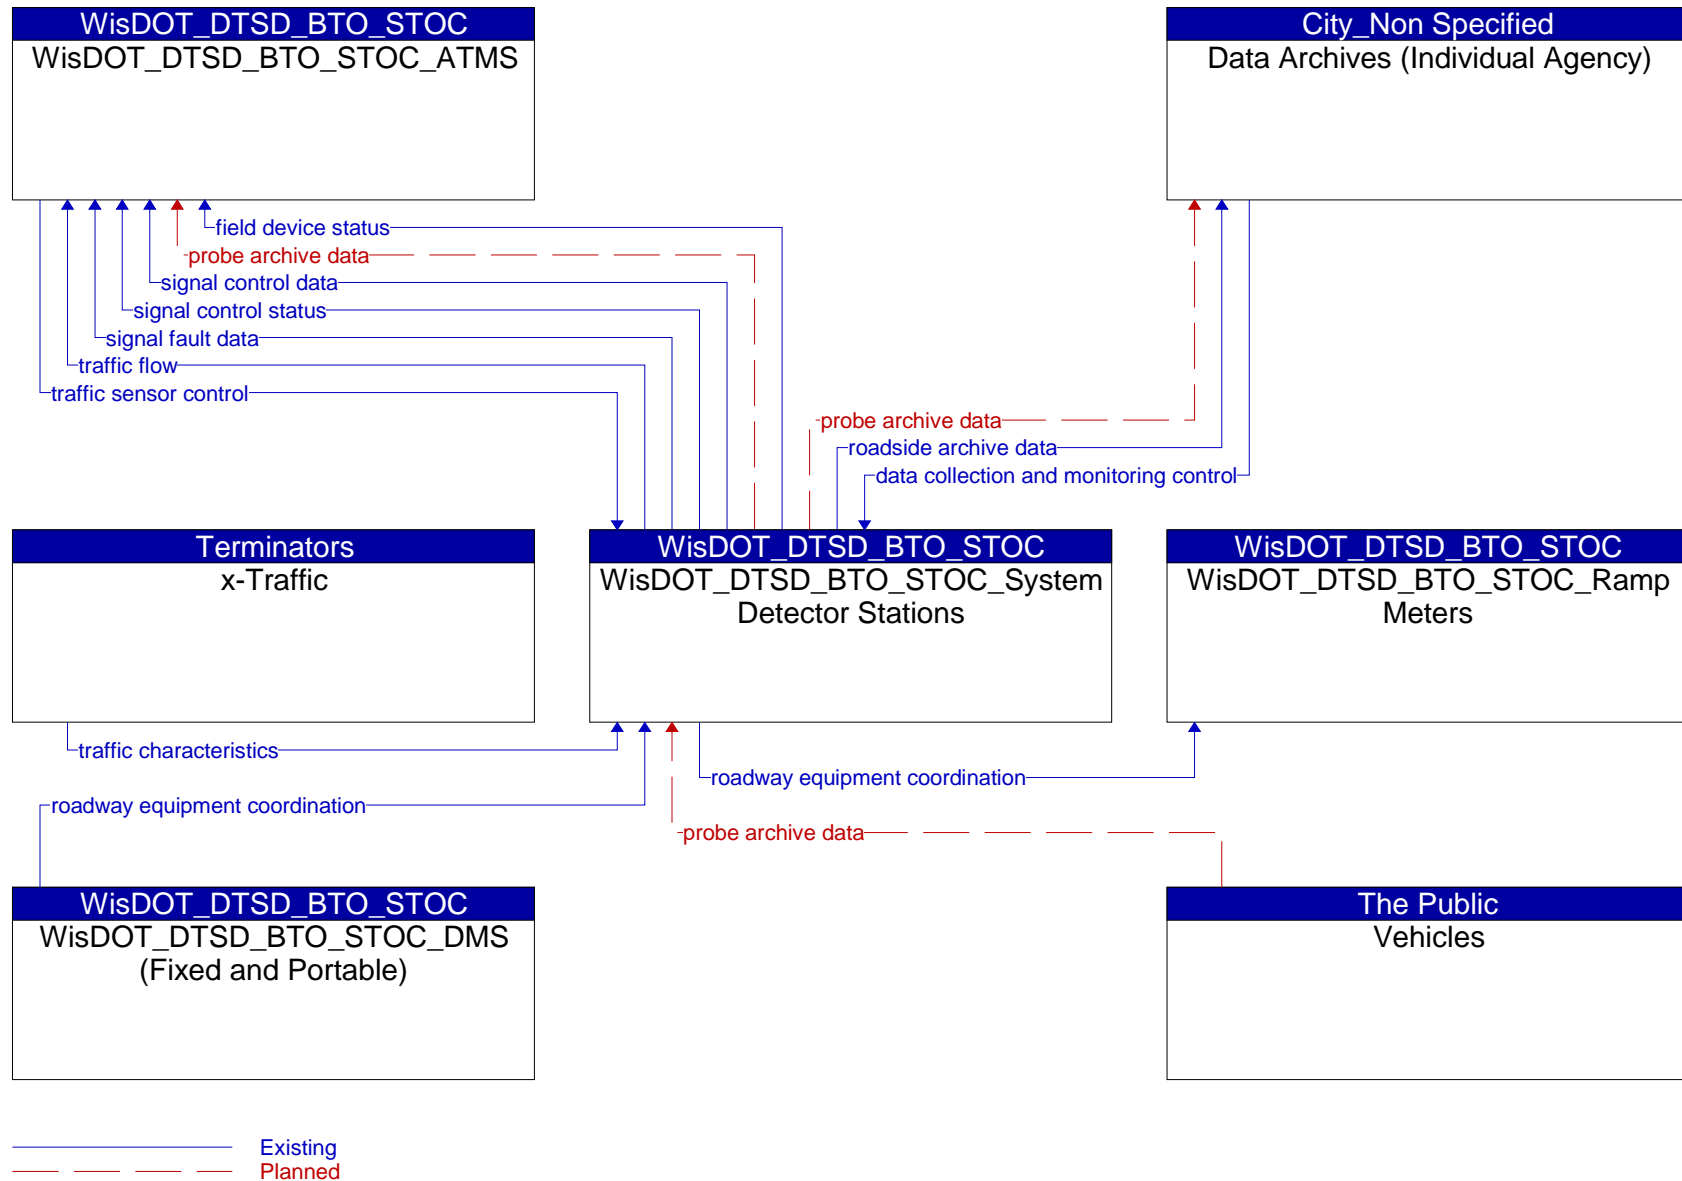 WisDOT_DTSD_BTO_STOC
WisDOT_DTSD_BTO_STOC_ATMS
City_Non Specified
Data Archives (Individual Agency)
field device status
probe archive data
signal control data
signal control status
signal fault data
traffic flow
traffic sensor control
probe archive data
roadside archive data
data collection and monitoring control
Terminators
x-Traffic
WisDOT_DTSD_BTO_STOC
WisDOT_DTSD_BTO_STOC_System
Detector Stations
WisDOT_DTSD_BTO_STOC
WisDOT_DTSD_BTO_STOC_Ramp
Meters
traffic characteristics
roadway equipment coordination
roadway equipment coordination
probe archive data
WisDOT_DTSD_BTO_STOC
WisDOT_DTSD_BTO_STOC_DMS
(Fixed and Portable)
The Public
Vehicles
Existing
Planned